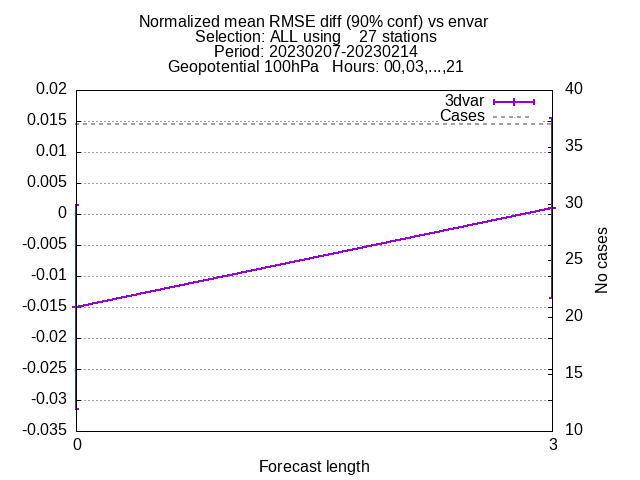 Normalized mean RMSE diff (90% conf) vs envar
Selection: ALL using    27 stations
Period: 20230207-20230214
Geopotential 100hPa   Hours: 00,03,...,21
3dvar
Cases
0.02
0.015
0.01
0.005
0
-0.005
-0.01
-0.015
-0.02
-0.025
-0.03
-0.035
40
35
30
25
20
15
10
No cases
0
3
Forecast length